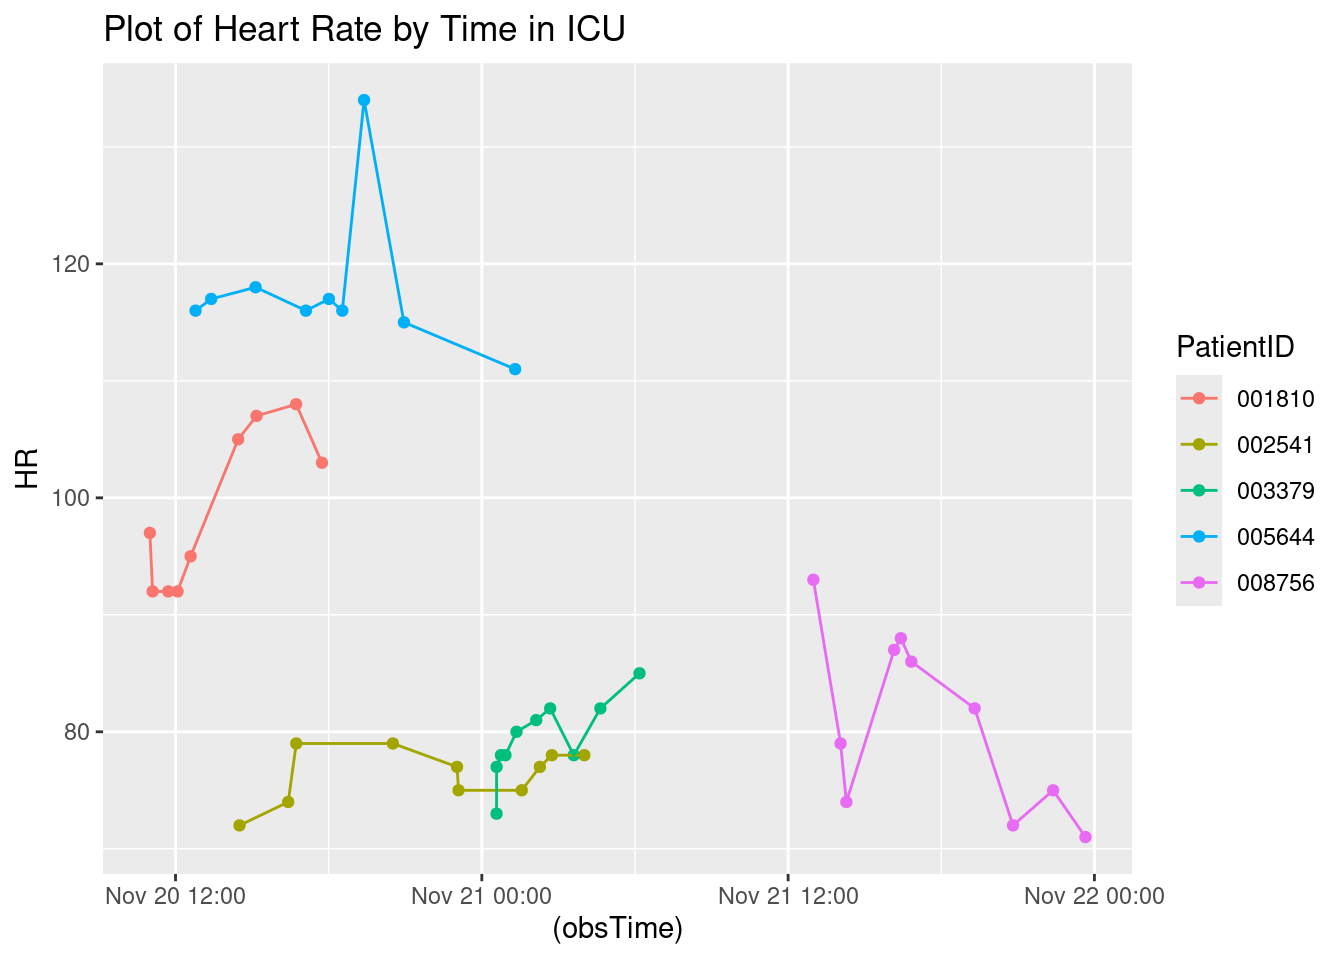 Plot of Heart Rate by Time in ICU
HR
120
100
80
Nov 20 12:00
Nov 21 00:00
Nov 21 12:00
Nov 22 00:00
(obsTime)
PatientID
001810
002541
003379
005644
008756